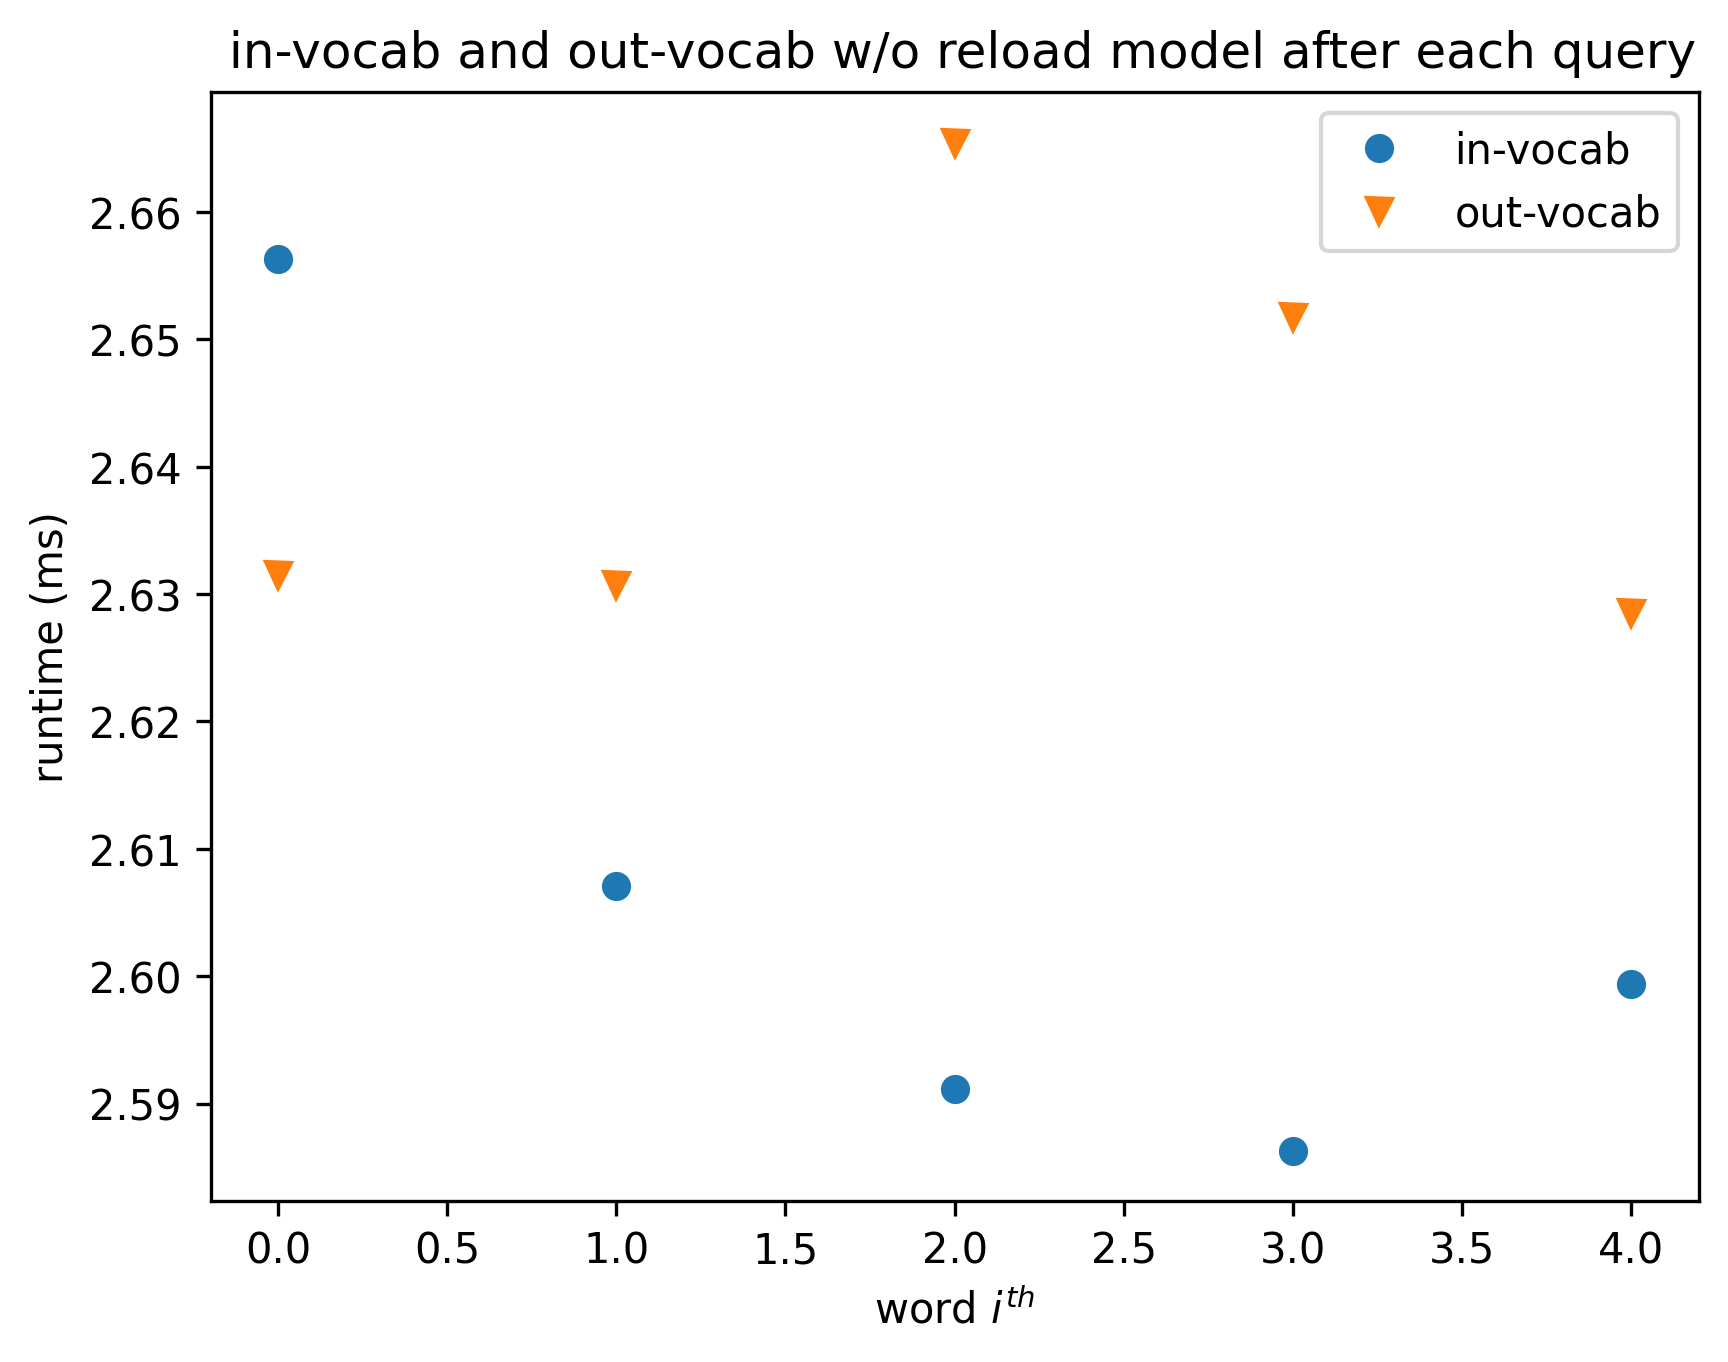 in-vocab and out-vocab w/o reload model after each query
in-vocab
out-vocab
2.66
2.65
2.64
2.63
2.62
2.61
2.60
2.59
runtime (ms)
0.0 0.5 1.0 1.5 2.0 2.5 3.0 3.5 4.0
word i^th